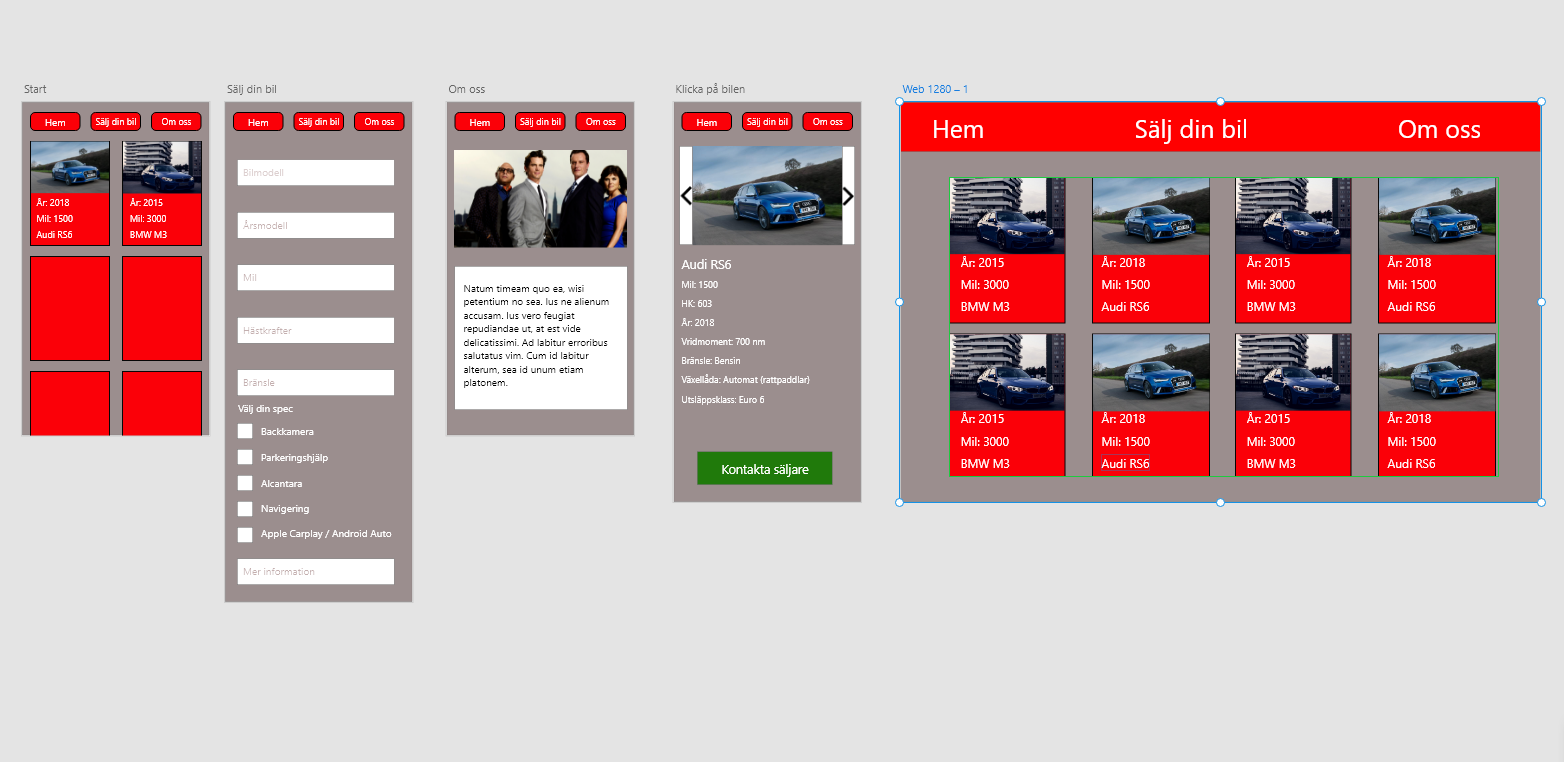 Start
Hem
Sälj din bil
Om oss
År: 2018
Mil: 1500
Audi RS6
År: 2015
Mil: 3000
BMW M3
Sälj din bil
Hem
Sälj din bil
Om oss
Bilmodell
Årsmodell
Mil
Hästkrafter
Bränsle
Välj din spec
Backkamera
Parkeringshjälp
Alcantara
Navigering
Apple Carplay / Android Auto
Mer information
Om oss
Hem
Sälj din bil
Om oss
Natum timeam quo ea, wisi
petentium no sea. Ius ne alienum
accusam. Ius vero feugiat
repudiandae ut, at est vide
delicatissimi. Ad labitur erroribus
salutatus vim. Cum id labitur
alterum, sea id unum etiam
platonem.
Klicka på bilen
Hem
Sälj din bil
Om oss
Audi RS6
Mil: 1500
HK: 603
År: 2018
Vridmoment: 700 nm
Bränsle: Bensin
Växellåda: Automat (rattpaddlar)
Utsläppsklass: Euro 6
Kontakta säljare
Web 1280 – 1
Hem
Sälj din bil
Om oss
År: 2015
Mil: 3000
BMW M3
År: 2018
Mil: 1500
Audi RS6
År: 2015
Mil: 3000
BMW M3
År: 2018
Mil: 1500
Audi RS6
År: 2015
Mil: 3000
BMW M3
År: 2018
Mil: 1500
Audi RS6
År: 2015
Mil: 3000
BMW M3
År: 2018
Mil: 1500
Audi RS6